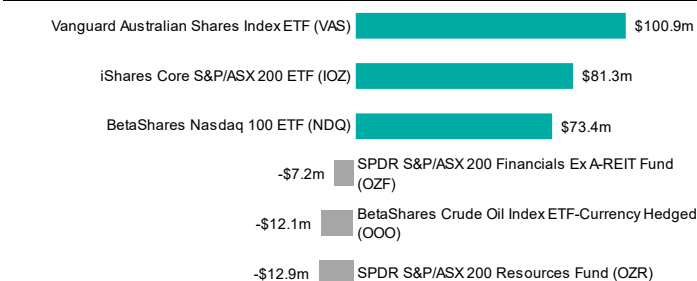 Vanguard Australian Shares Index ETF (VAS) $100.9m
iShares Core S&P/ASX 200 ETF (IOZ) $81.3m
BetaShares Nasdaq 100 ETF (NDQ) $73.4m
-$7.2m SPDR S&P/ASX 200 Financials Ex A-REIT Fund
(OZF)
-$12.1m BetaShares Crude Oil Index ETF-Currency Hedged
(OOO)
-$12.9m SPDR S&P/ASX 200 Resources Fund (OZR)